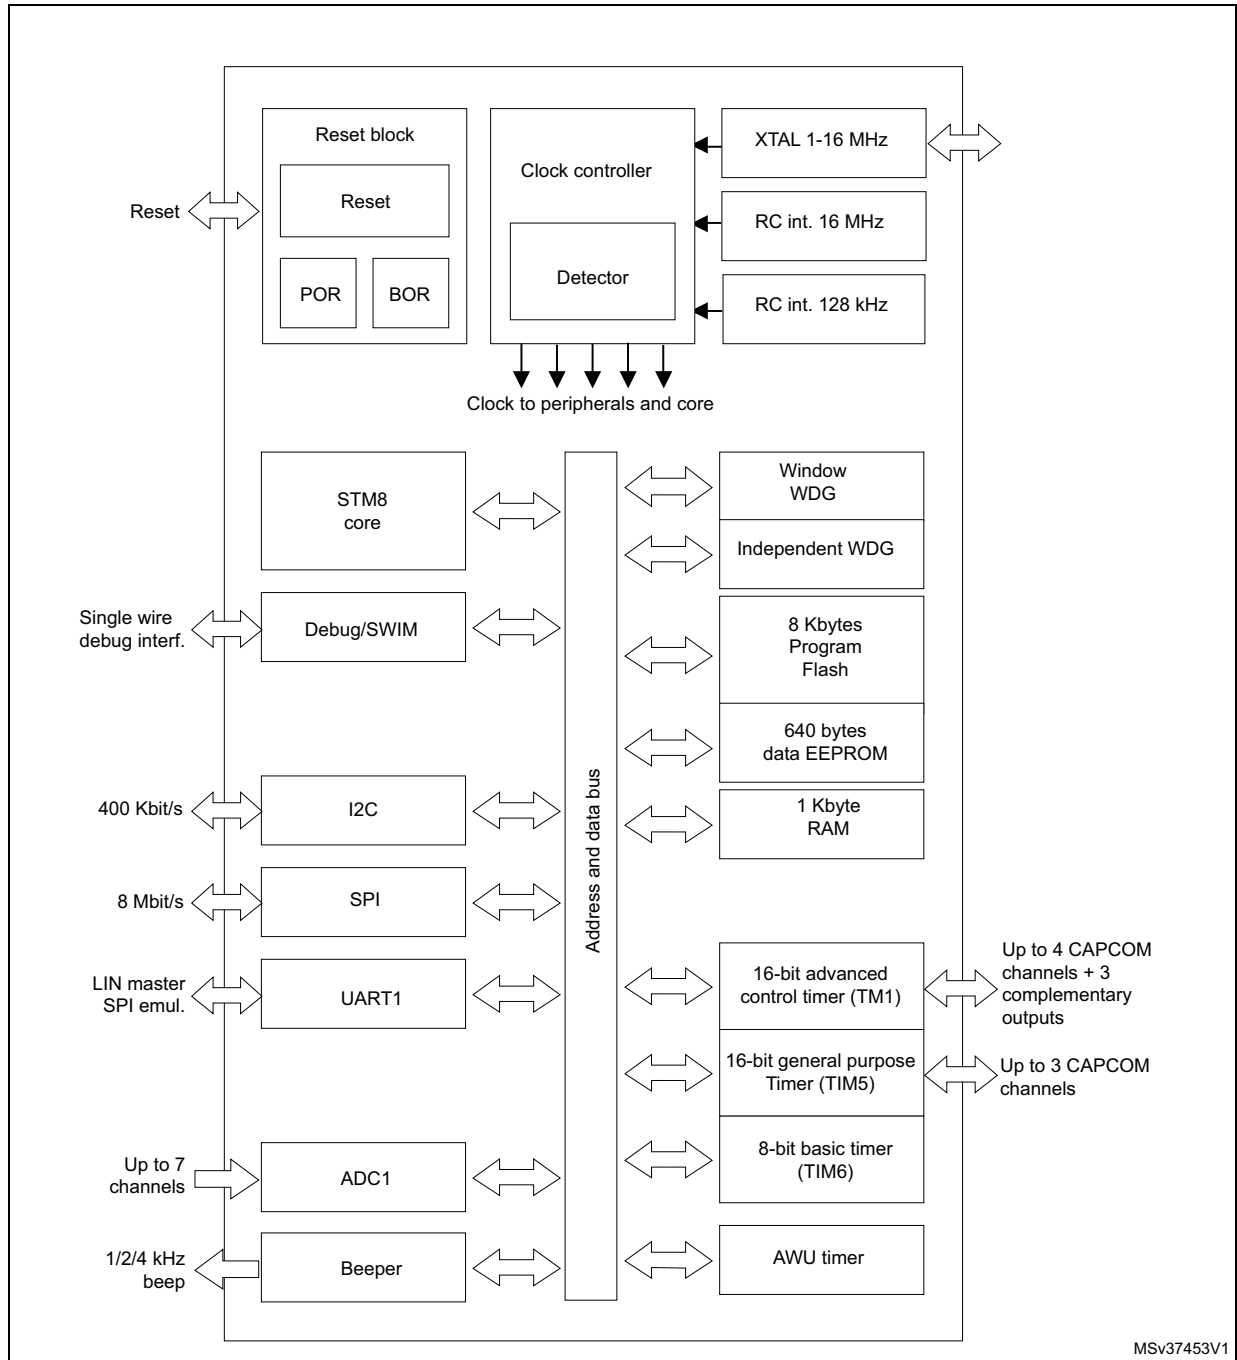 Reset block
Reset
POR
BOR
Reset
Clock controller
Detector
XTAL 1-16 MHz
RC int. 16 MHz
RC int. 128 kHz
Clock to peripherals and core
STM8
core
Single wire
debug interf.
Debug/SWIM
400 Kbit/s
I2C
8 Mbit/s
SPI
LIN master
SPI emul.
UART1
Up to 7
channels
ADC1
1/2/4 kHz
beep
Beeper
Address and data bus
Window
WDG
Independent WDG
8 Kbytes
Program
Flash
640 bytes
data EEPROM
1 Kbyte
RAM
16-bit advanced
control timer (TM1)
Up to 4 CAPCOM
channels + 3
complementary
outputs
16-bit general purpose
Timer (TIM5)
Up to 3 CAPCOM
channels
8-bit basic timer
(TIM6)
AWU timer
MSv37453V1